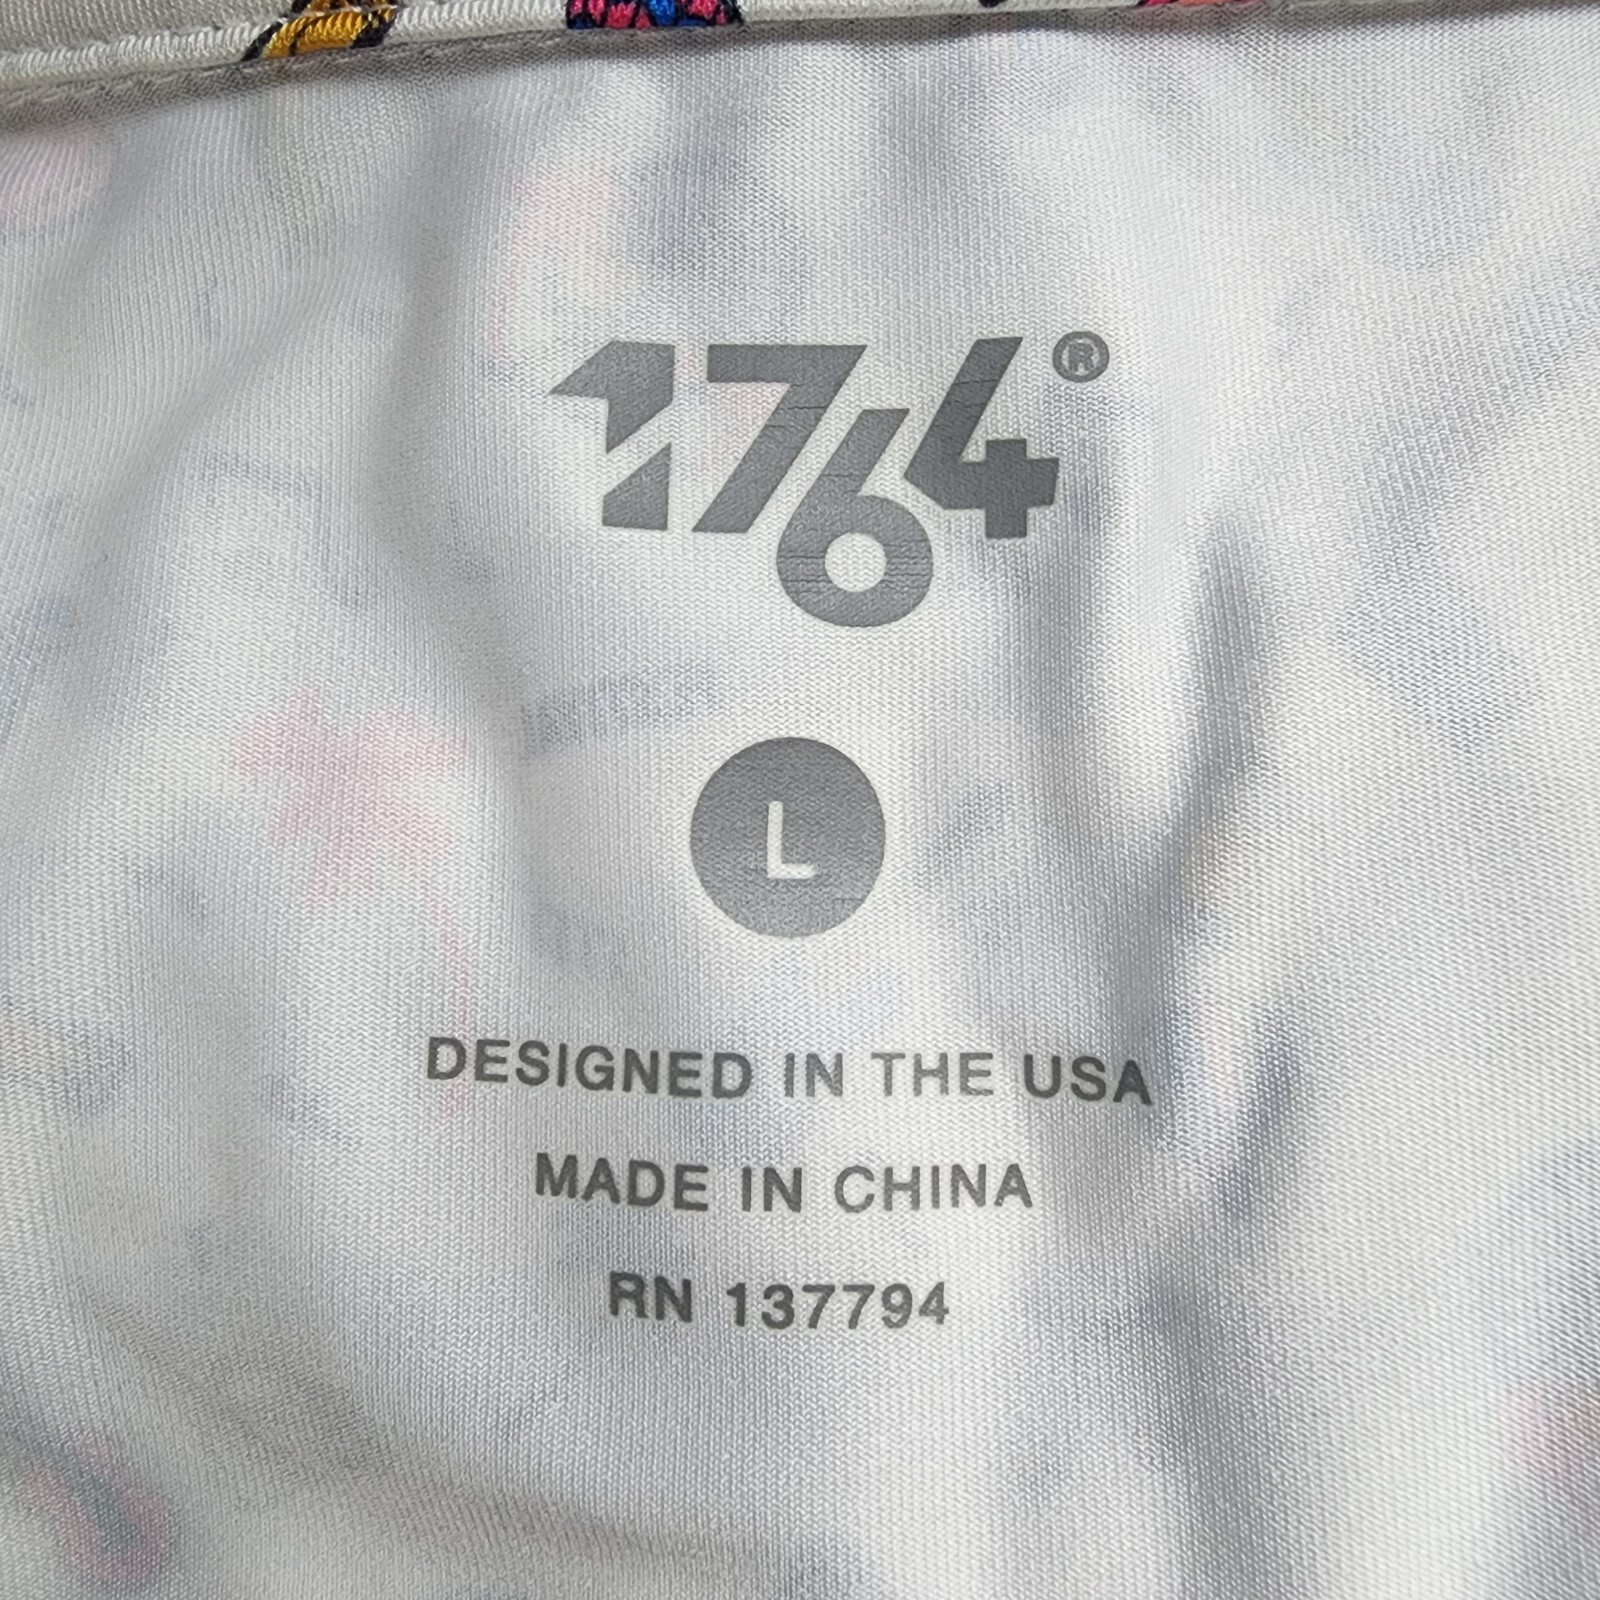 1764®
L
DESIGNED IN THE USA
MADE IN CHINA
RN 137794